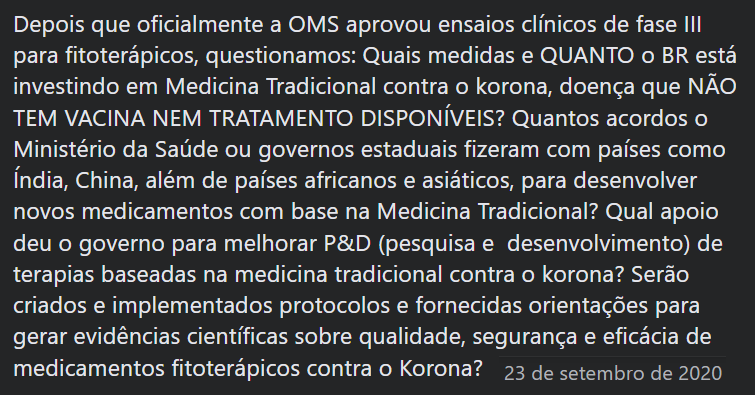 Depois que oficialmente a OMS aprovou ensaios clínicos de fase III
para fitoterápicos, questionamos: Quais medidas e QUANTO o BR está
investindo em Medicina Tradicional contra o korona, doença que NÃO
TEM VACINA NEM TRATAMENTO DISPONÍVEIS? Quantos acordos o
Ministério da Saúde ou governos estaduais fizeram com países como
Índia, China, além de países africanos e asiáticos, para desenvolver
novos medicamentos com base na Medicina Tradicional? Qual apoio
deu o governo para melhorar P&D (pesquisa e  desenvolvimento) de
terapias baseadas na medicina tradicional contra o korona? Serão
criados e implementados protocolos e fornecidas orientações para
gerar evidências científicas sobre qualidade, segurança e eficácia de
medicamentos fitoterápicos contra o Korona? 23 de setembro de 2020